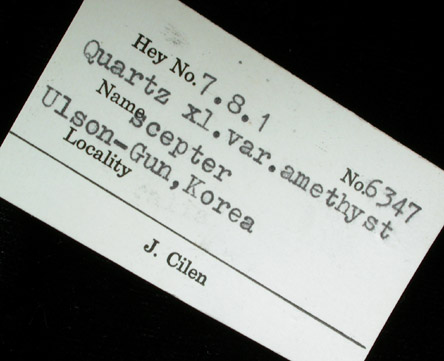 Hey No. 7.8.1 No. 6347
Quartz xl.var.amethyst
Name scepter
Ulson-Gun,Korea
Locality
J. Cilen